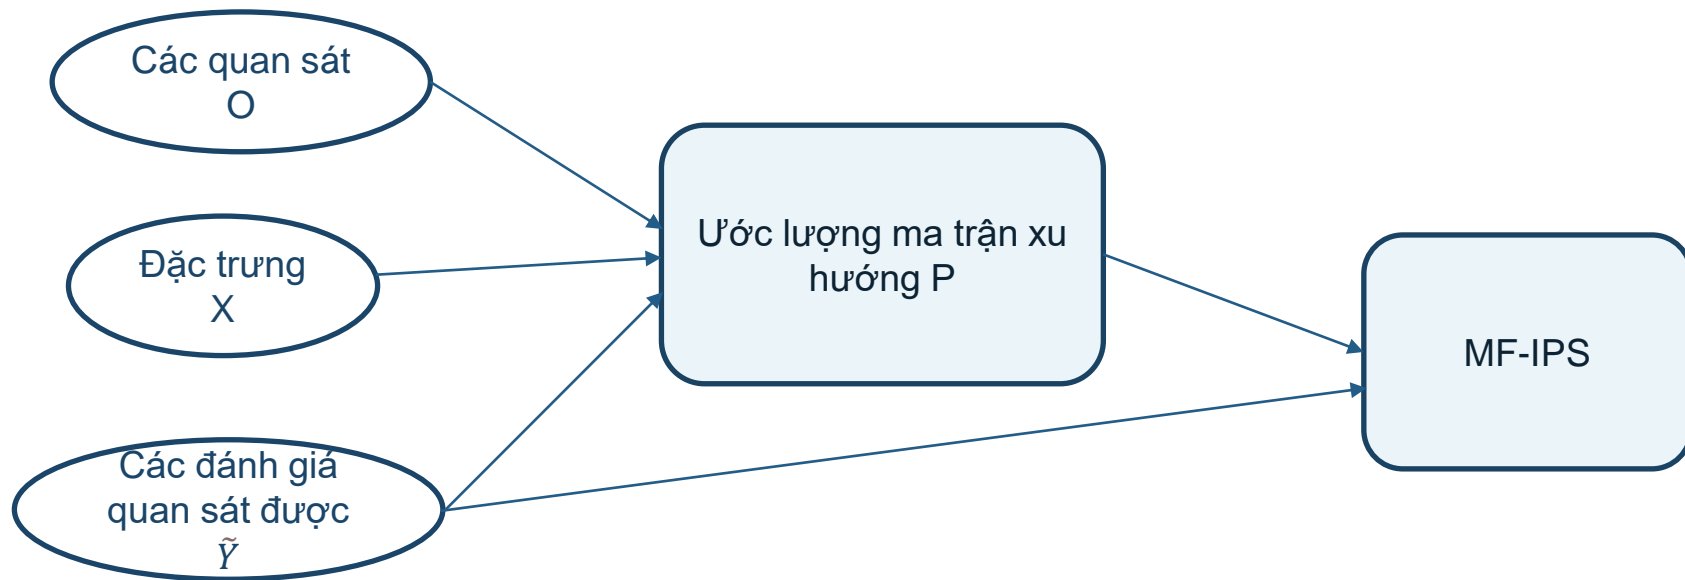 Các quan sát
O
Đặc trưng
X
Các đánh giá
quan sát được
Ỹ
Ước lượng ma trận xu
hướng P
MF-IPS